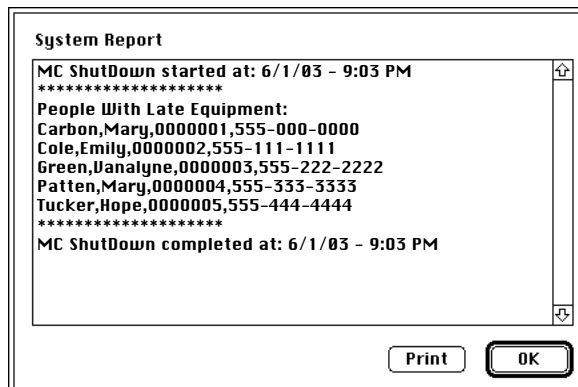 System Report
MC ShutDown started at: 6/1/03 - 9:03 PM
********************
People With Late Equipment:
Carbon,Mary,0000001,555-000-0000
Cole,Emily,0000002,555-111-1111
Green,Vanalyne,0000003,555-222-2222
Patten,Mary,0000004,555-333-3333
Tucker,Hope,0000005,555-444-4444
********************
MC ShutDown completed at: 6/1/03 - 9:03 PM
Print
OK